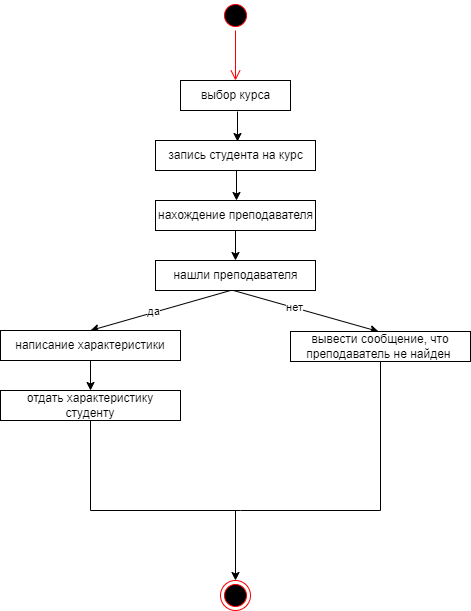 выбор курса
запись студента на курс
нахождение преподавателя
нашли преподавателя
да
нет
написание характеристики
вывести сообщение, что
преподаватель не найден
отдать характеристику
студенту